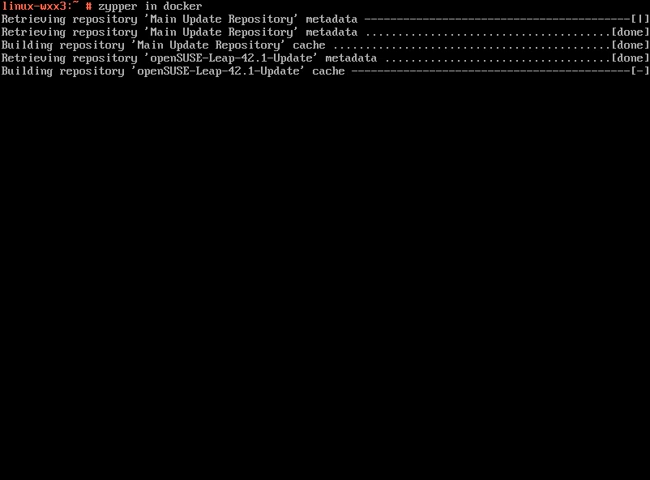 linux-wxx3:~ # zypper in docker
Retrieving repository 'Main Update Repository' metadata -----------------------------------------[|]
Retrieving repository 'Main Update Repository' metadata ......................................[done]
Building repository 'Main Update Repository' cache ...........................................[done]
Retrieving repository 'openSUSE-Leap-42.1-Update' metadata ...................................[done]
Building repository 'openSUSE-Leap-42.1-Update' cache -------------------------------------------[-]